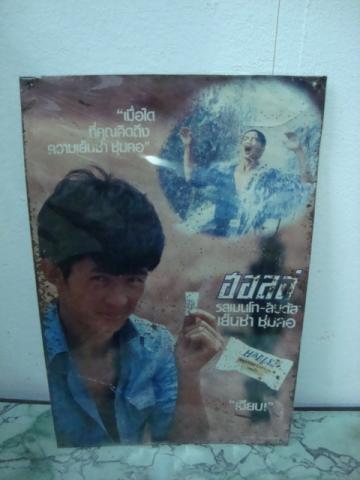 “เมื่อใด
ที่คุณคิดถึง
ความเย็นซ่า ชุ่มคอ”
ฮอลล์
รสเมนโท-ลิปตัส
เย็นซ่า ชุ่มคอ
HALLS
“เฉียบ!”